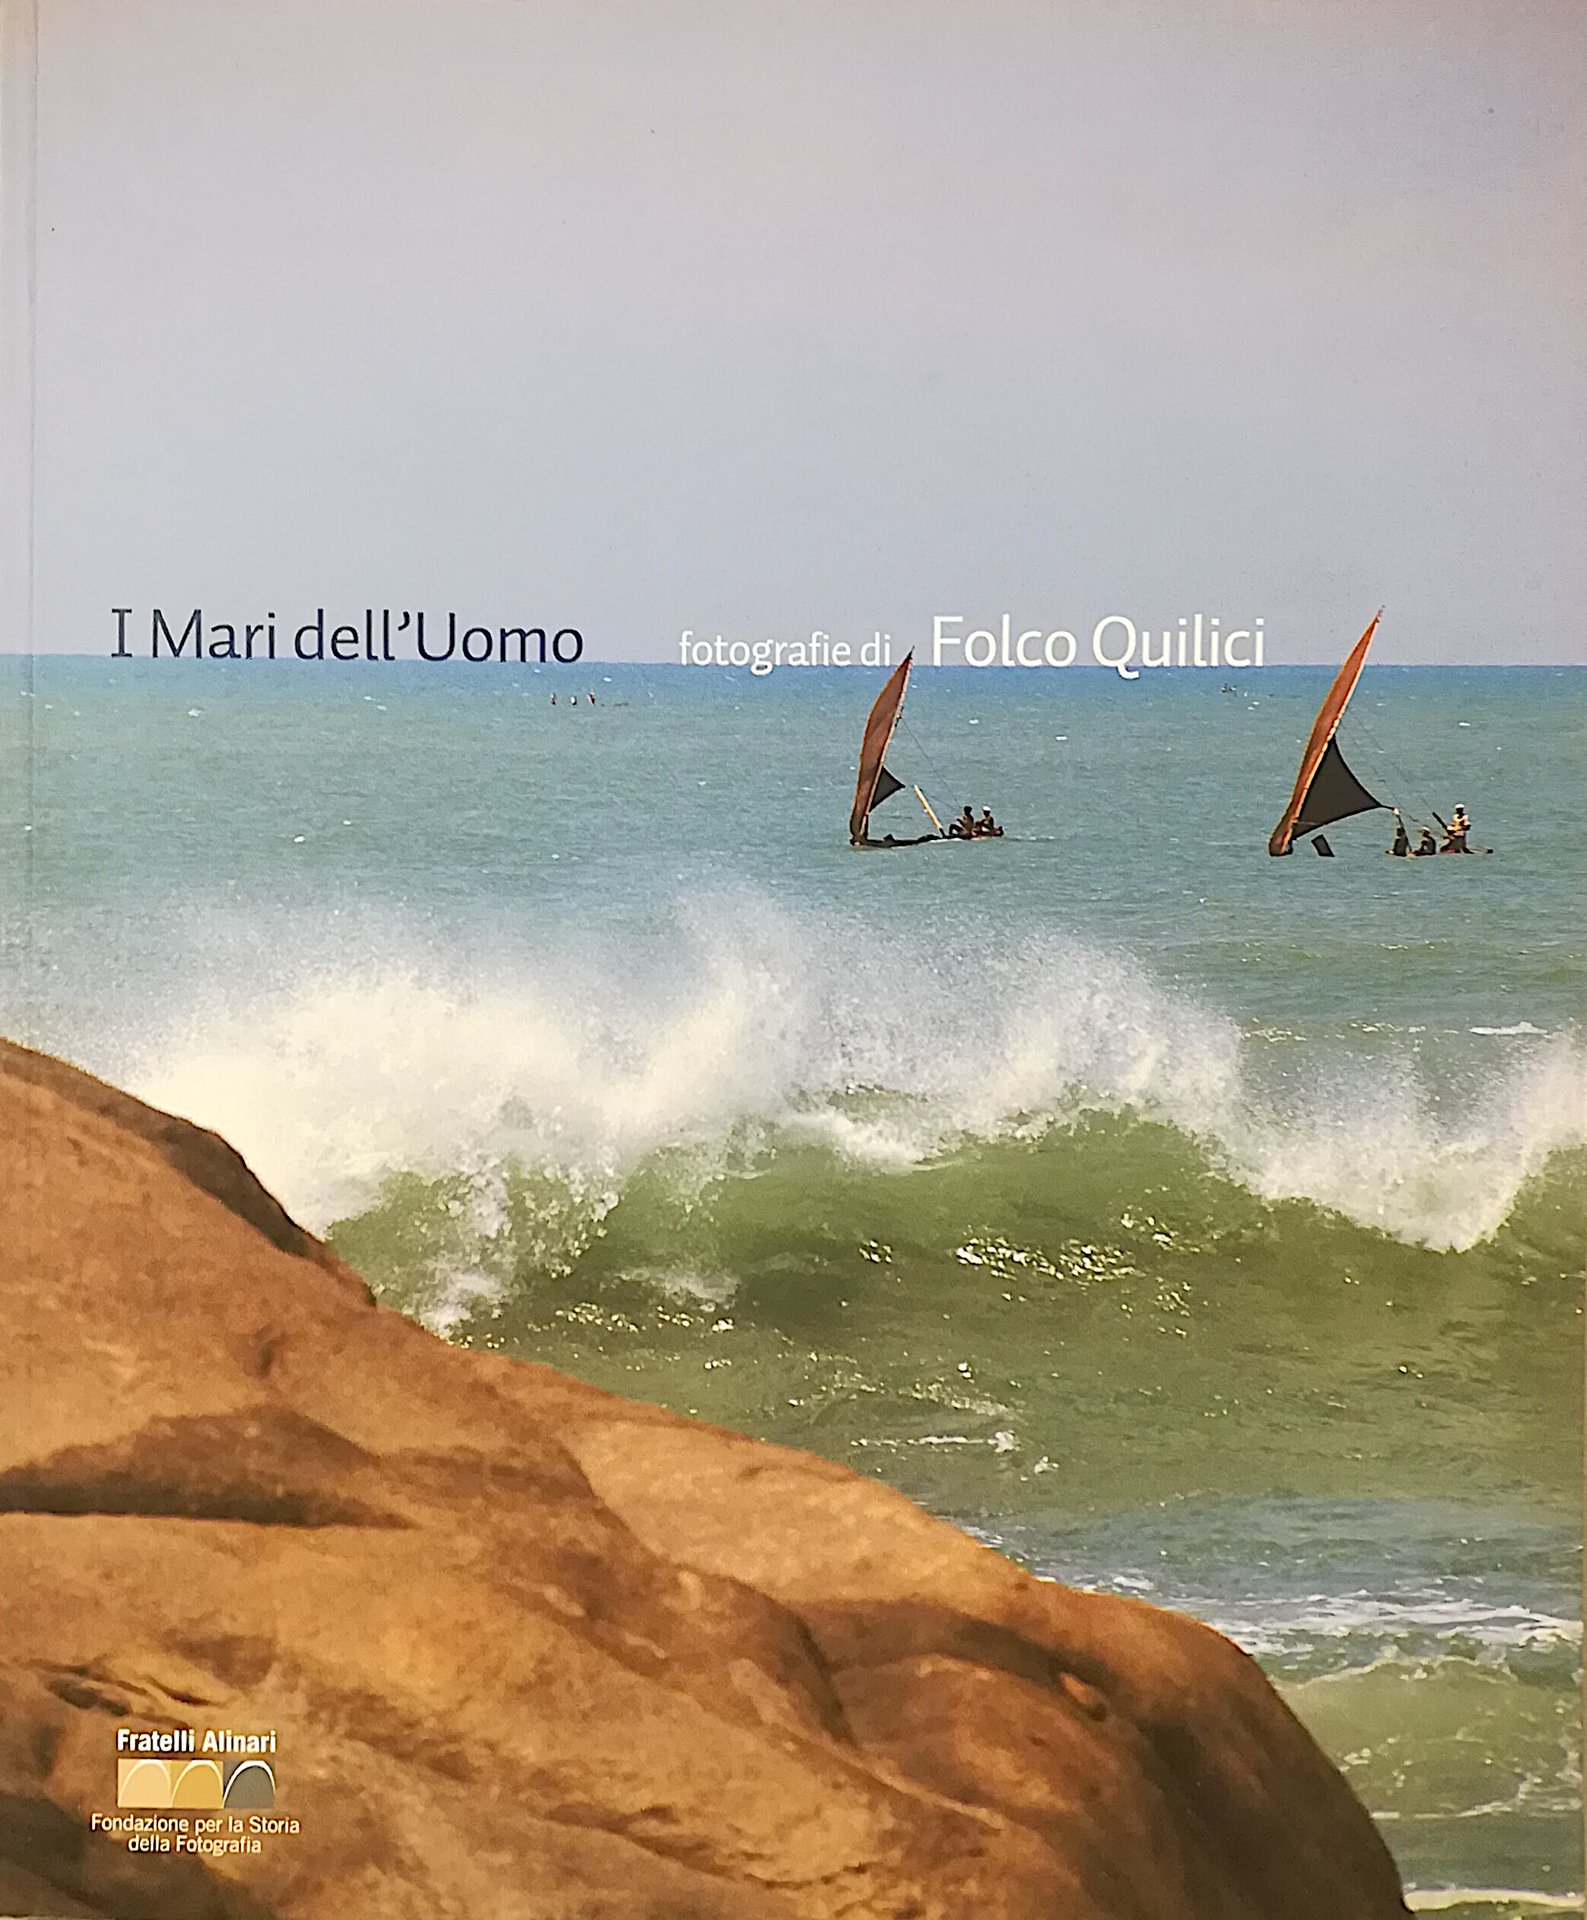 I Mari dell’Uomo fotografie di Folco Quilici
Fratelli Alinari
Fondazione per la Storia
della Fotografia